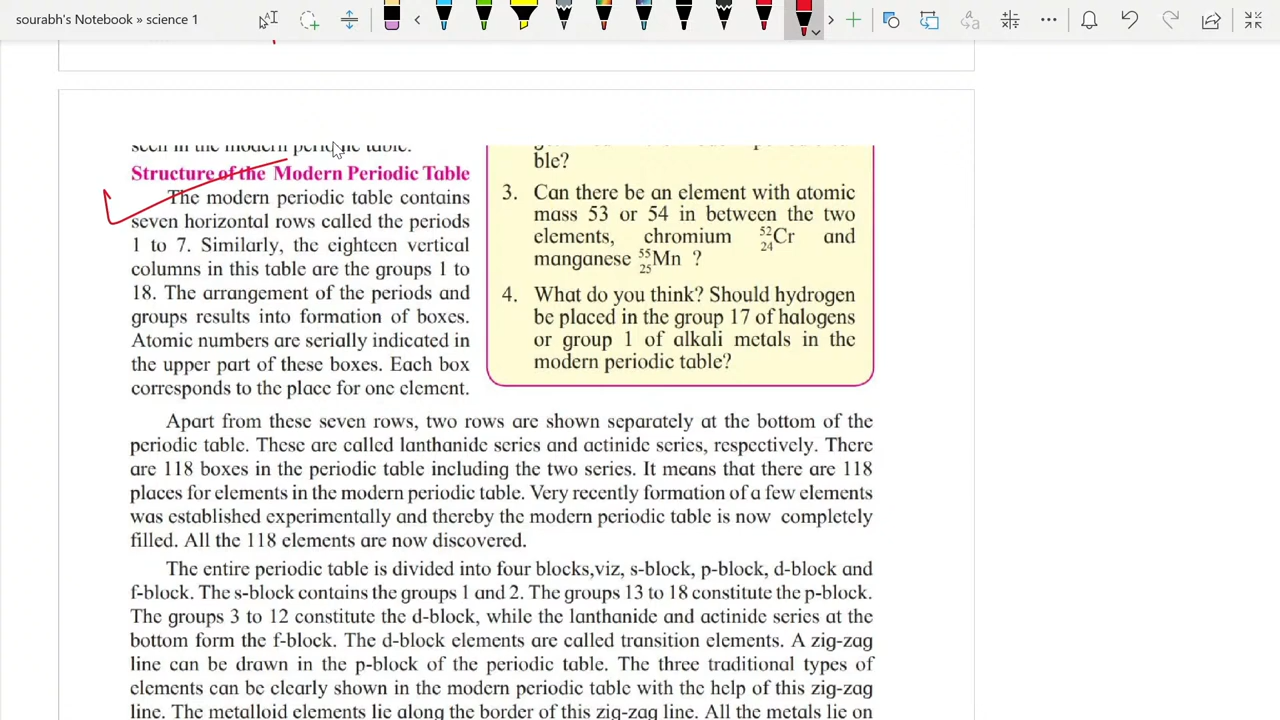 sourabh's Notebook » science 1
seen in the modern periodic table.
Structure of the Modern Periodic Table
The modern periodic table contains
seven horizontal rows called the periods
1 to 7. Similarly, the eighteen vertical
columns in this table are the groups 1 to
18. The arrangement of the periods and
groups results into formation of boxes.
Atomic numbers are serially indicated in
the upper part of these boxes. Each box
corresponds to the place for one element.
ble?
3. Can there be an element with atomic
mass 53 or 54 in between the two
elements, chromium ⁵²₂₄Cr and
manganese ⁵⁵₂₅Mn ?
4. What do you think? Should hydrogen
be placed in the group 17 of halogens
or group 1 of alkali metals in the
modern periodic table?
Apart from these seven rows, two rows are shown separately at the bottom of the
periodic table. These are called lanthanide series and actinide series, respectively. There
are 118 boxes in the periodic table including the two series. It means that there are 118
places for elements in the modern periodic table. Very recently formation of a few elements
was established experimentally and thereby the modern periodic table is now completely
filled. All the 118 elements are now discovered.
The entire periodic table is divided into four blocks,viz, s-block, p-block, d-block and
f-block. The s-block contains the groups 1 and 2. The groups 13 to 18 constitute the p-block.
The groups 3 to 12 constitute the d-block, while the lanthanide and actinide series at the
bottom form the f-block. The d-block elements are called transition elements. A zig-zag
line can be drawn in the p-block of the periodic table. The three traditional types of
elements can be clearly shown in the modern periodic table with the help of this zig-zag
line. The metalloid elements lie along the border of this zig-zag line. All the metals lie on